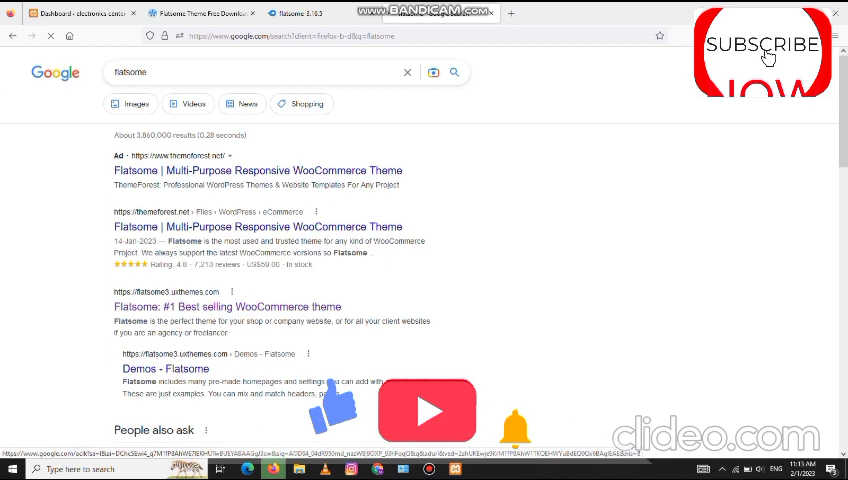 Dashboard ‹ electronics center
Flatsome Theme Free Download
flatsome-3.16.5
www.BANDICAM.com
https://www.google.com/search?client=firefox-b-d&q=flatsome
SUBSCRIBE
NOW
Google
flatsome
Images
Videos
News
Shopping
About 3,860,000 results (0.28 seconds)
Ad · https://www.themeforest.net/
Flatsome | Multi-Purpose Responsive WooCommerce Theme
ThemeForest: Professional WordPress Themes & Website Templates For Any Project
https://themeforest.net › Files › WordPress › eCommerce
Flatsome | Multi-Purpose Responsive WooCommerce Theme
14-Jan-2023 — Flatsome is the most used and trusted theme for any kind of WooCommerce
Project. We always support the latest WooCommerce versions so Flatsome ...
Rating: 4.8 · 7,213 reviews · US$59.00 · In stock
https://flatsome3.uxthemes.com
Flatsome: #1 Best selling WooCommerce theme
Flatsome is the perfect theme for your shop or company website, or for all your client websites
if you are an agency or freelancer.
https://flatsome3.uxthemes.com › Demos - Flatsome
Demos - Flatsome
Flatsome includes many pre-made homepages and settings you can add with
These are just examples. You can mix and match headers,
People also ask
clideo.com
Type here to search
ENG
11:13 AM
2/1/2023